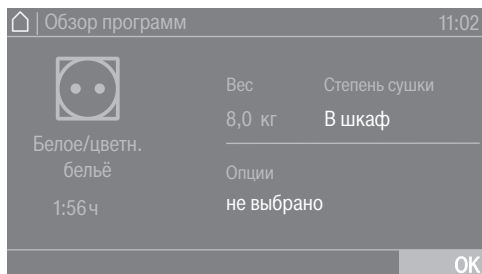 | Обзор программ 11:02
Вес Степень сушки
8,0 кг В шкаф
Белое/цветн.
бельё
1:56 ч
Опции
не выбрано
OK